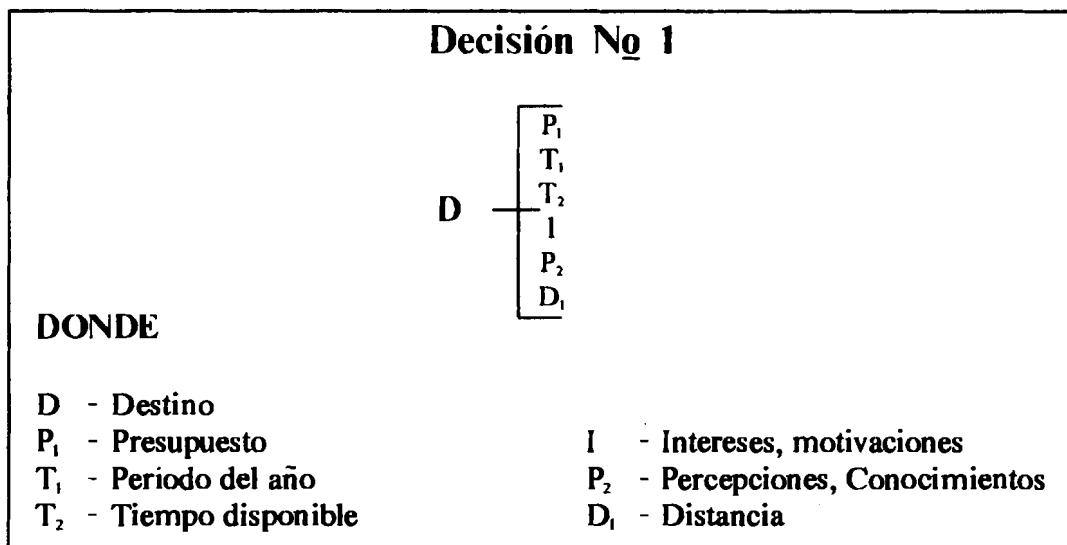 Decisión No 1
P₁
T₁
T₂
D
I
P₂
D₁
DONDE
D - Destino
P₁ - Presupuesto
T₁ - Periodo del año
T₂ - Tiempo disponible
I - Intereses, motivaciones
P₂ - Percepciones, Conocimientos
D₁ - Distancia